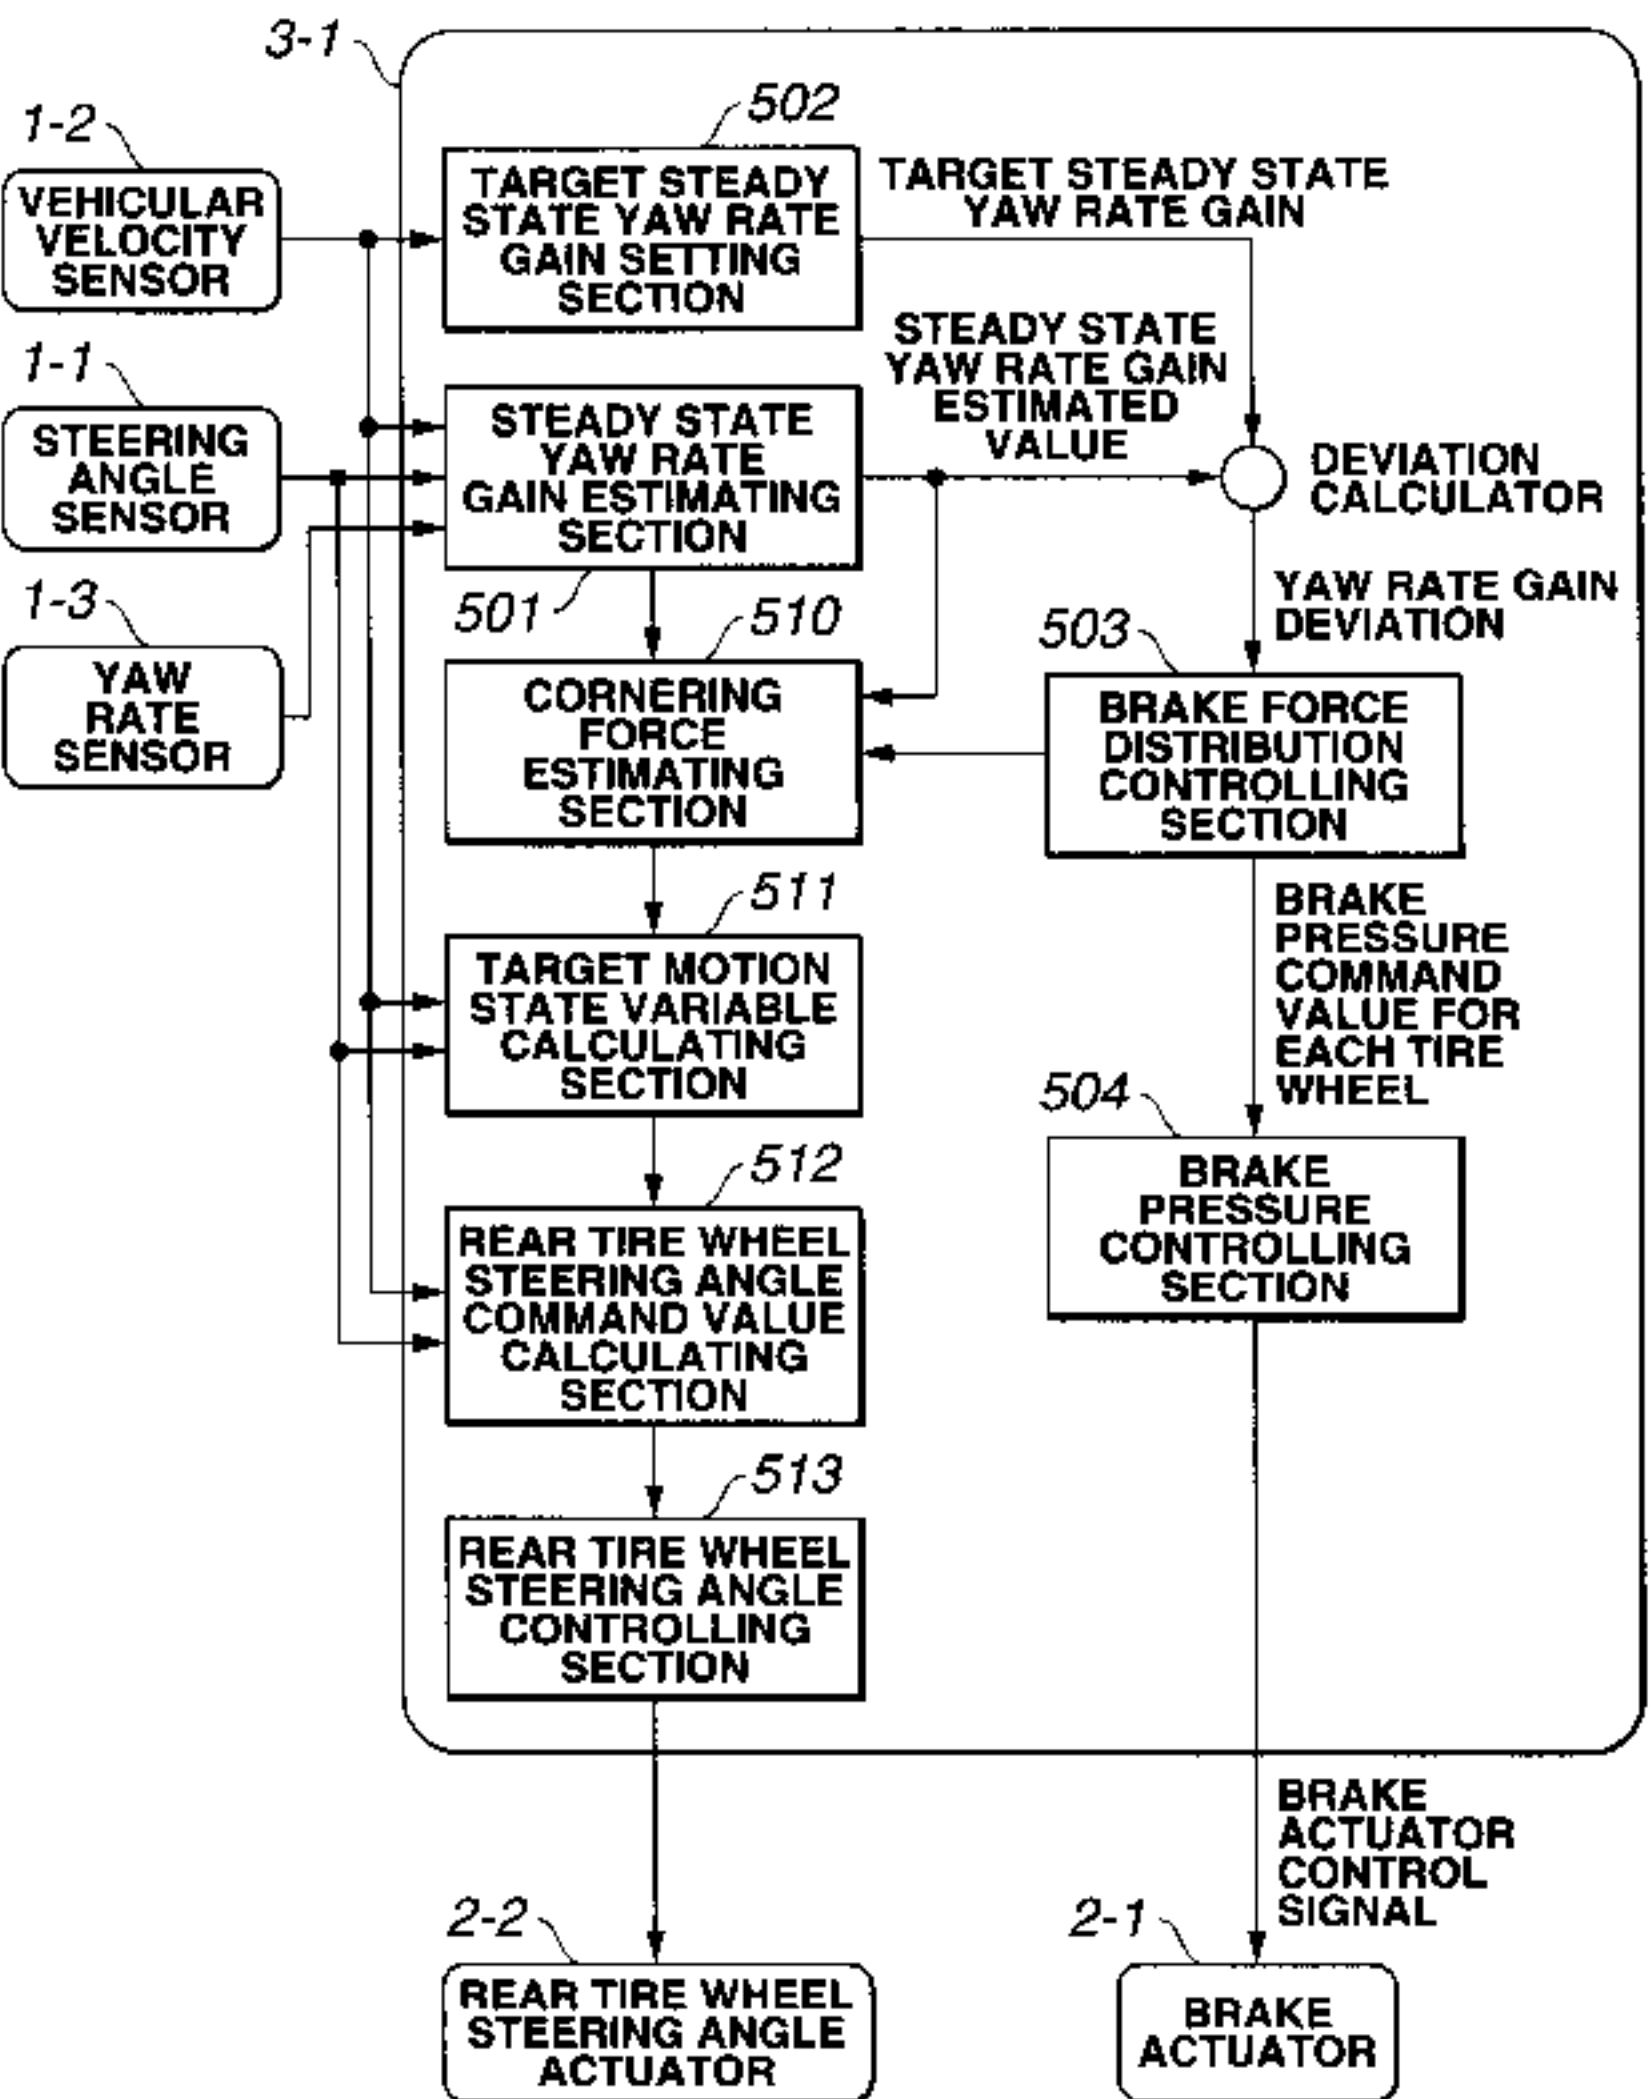 3-1
502
1-2
VEHICULAR
VELOCITY
SENSOR
TARGET STEADY
STATE YAW RATE
GAIN SETTING
SECTION
TARGET STEADY STATE
YAW RATE GAIN
1-1
STEERING
ANGLE
SENSOR
STEADY STATE
YAW RATE
GAIN ESTIMATING
SECTION
STEADY STATE
YAW RATE GAIN
ESTIMATED
VALUE
DEVIATION
CALCULATOR
1-3
YAW
RATE
SENSOR
501
510
CORNERING
FORCE
ESTIMATING
SECTION
YAW RATE GAIN
DEVIATION
503
BRAKE FORCE
DISTRIBUTION
CONTROLLING
SECTION
511
TARGET MOTION
STATE VARIABLE
CALCULATING
SECTION
BRAKE
PRESSURE
COMMAND
VALUE FOR
EACH TIRE
WHEEL
504
BRAKE
PRESSURE
CONTROLLING
SECTION
512
REAR TIRE WHEEL
STEERING ANGLE
COMMAND VALUE
CALCULATING
SECTION
513
REAR TIRE WHEEL
STEERING ANGLE
CONTROLLING
SECTION
BRAKE
ACTUATOR
CONTROL
SIGNAL
2-2
REAR TIRE WHEEL
STEERING ANGLE
ACTUATOR
2-1
BRAKE
ACTUATOR